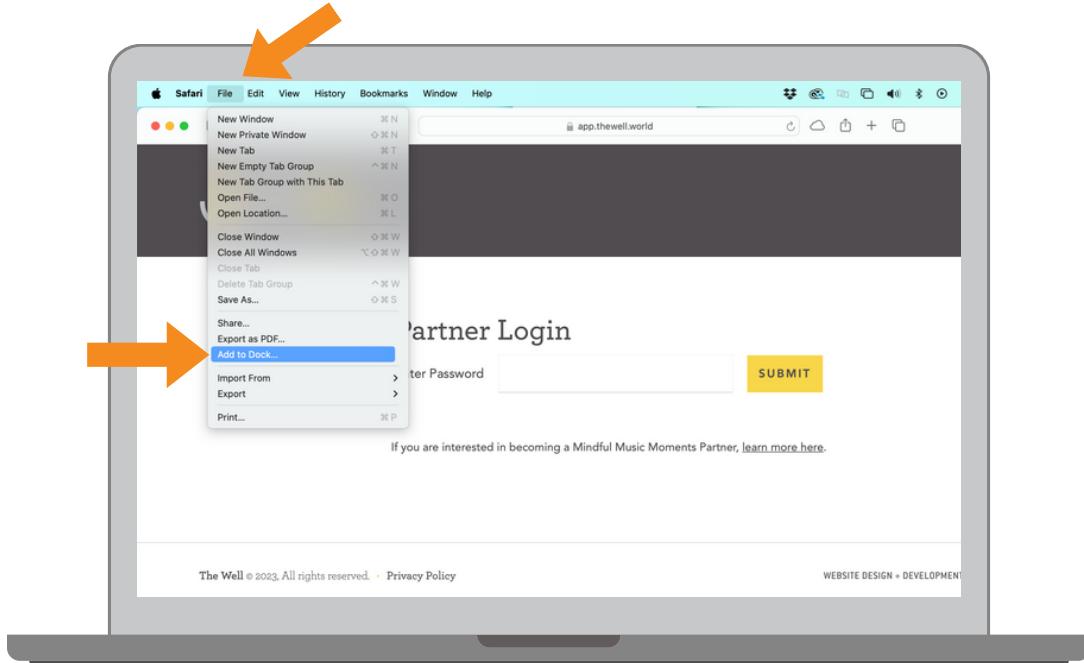 Safari File Edit View History Bookmarks Window Help
app.thewell.world
New Window ⌘ N
New Private Window ⇧ ⌘ N
New Tab ⌘ T
New Empty Tab Group ^ ⌘ N
New Tab Group with This Tab
Open File... ⌘ O
Open Location... ⌘ L
Close Window ⇧ ⌘ W
Close All Windows ⌥ ⇧ ⌘ W
Close Tab
Delete Tab Group ^ ⌘ W
Save As... ⇧ ⌘ S
Share...
Export as PDF...
Add to Dock...
Import From >
Export >
Print... ⌘ P
Partner Login
ter Password
SUBMIT
If you are interested in becoming a Mindful Music Moments Partner, learn more here.
The Well © 2023, All rights reserved. · Privacy Policy
WEBSITE DESIGN + DEVELOPMENT